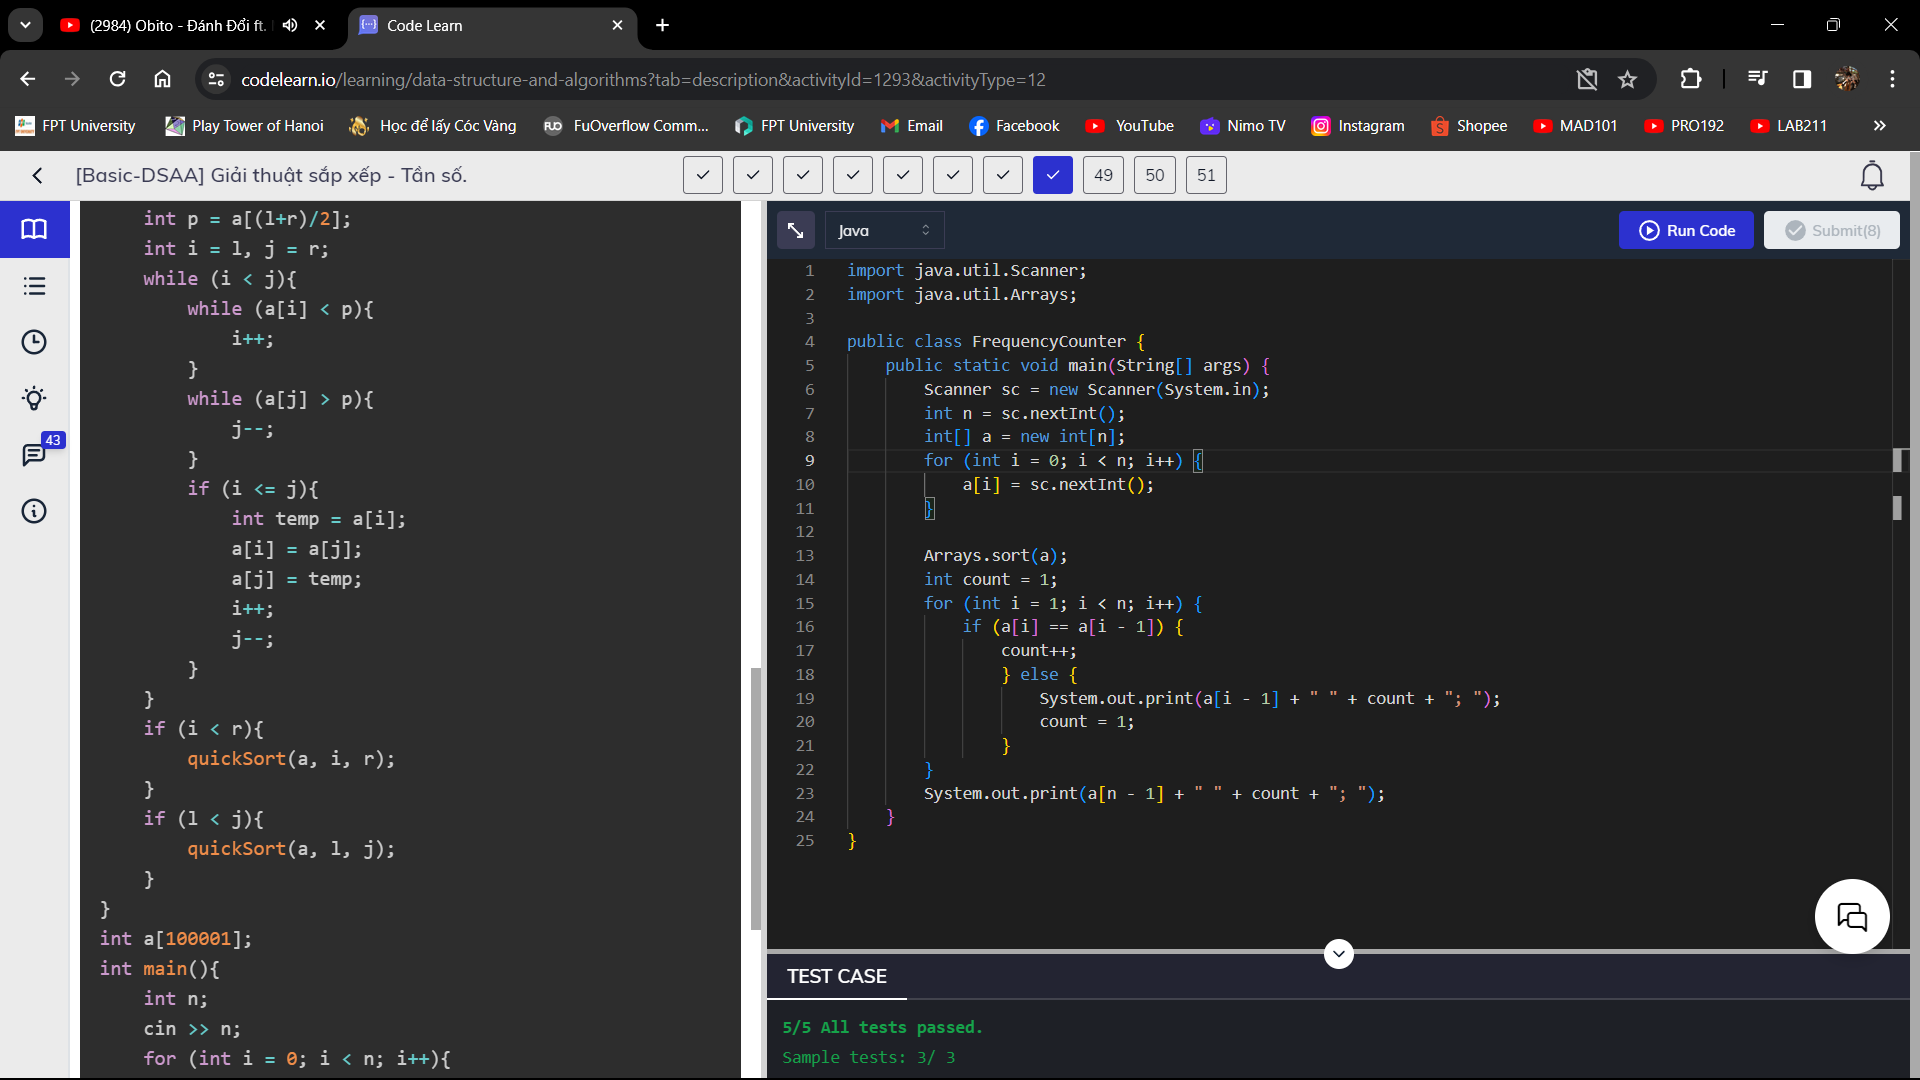 (2984) Obito - Đánh Đổi ft.
Code Learn
codelearn.io/learning/data-structure-and-algorithms?tab=description&activityId=1293&activityType=12
FPT University
Play Tower of Hanoi
Học để lấy Cóc Vàng
FUO
FuOverflow Comm...
FPT University
Email
Facebook
YouTube
Nimo TV
Instagram
Shopee
MAD101
PRO192
LAB211
[Basic-DSAA] Giải thuật sắp xếp - Tần số.
49
50
51
43
int p = a[(l+r)/2];
int i = l, j = r;
while (i < j){
while (a[i] < p){
i++;
}
while (a[j] > p){
j--;
}
if (i <= j){
int temp = a[i];
a[i] = a[j];
a[j] = temp;
i++;
j--;
}
}
if (i < r){
quickSort(a, i, r);
}
if (l < j){
quickSort(a, l, j);
}
}
int a[100001];
int main(){
int n;
cin >> n;
for (int i = 0; i < n; i++){
Java
Run Code
Submit(8)
1 import java.util.Scanner;
2 import java.util.Arrays;
3
4 public class FrequencyCounter {
5 public static void main(String[] args) {
6 Scanner sc = new Scanner(System.in);
7 int n = sc.nextInt();
8 int[] a = new int[n];
9 for (int i = 0; i < n; i++) {
10 a[i] = sc.nextInt();
11 }
12
13 Arrays.sort(a);
14 int count = 1;
15 for (int i = 1; i < n; i++) {
16 if (a[i] == a[i - 1]) {
17 count++;
18 } else {
19 System.out.print(a[i - 1] + " " + count + "; ");
20 count = 1;
21 }
22 }
23 System.out.print(a[n - 1] + " " + count + "; ");
24 }
25 }
TEST CASE
5/5 All tests passed.
Sample tests: 3/ 3